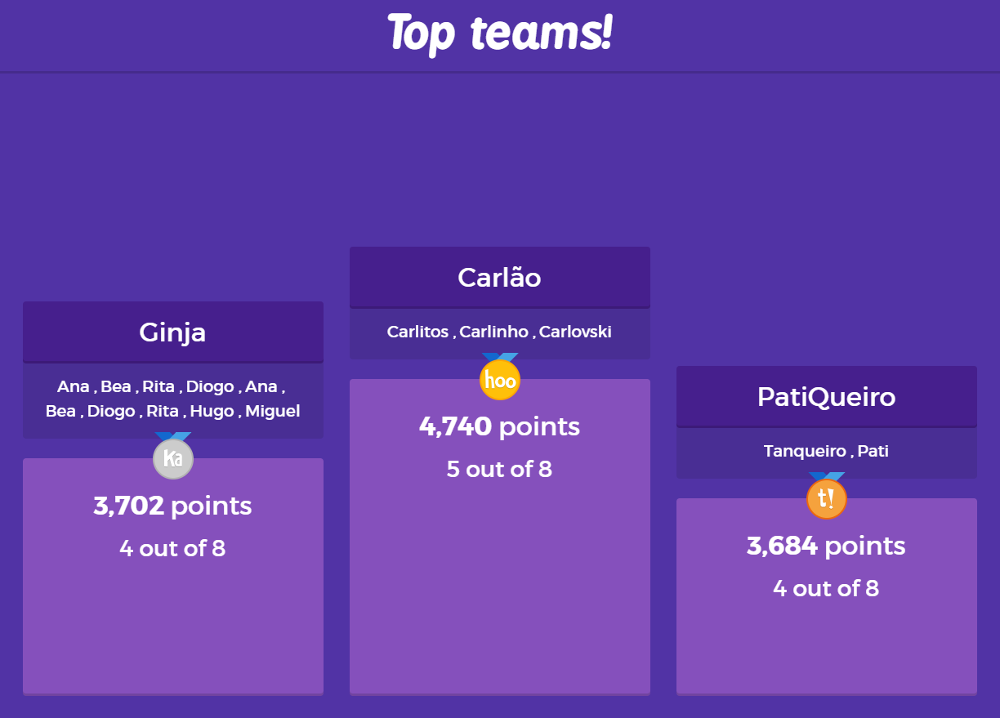 Top teams!
Ginja
Ana , Bea , Rita , Diogo , Ana ,
Bea , Diogo , Rita , Hugo , Miguel
Ka
3,702 points
4 out of 8
Carlão
Carlitos , Carlinho , Carlovski
hoo
4,740 points
5 out of 8
PatiQueiro
Tanqueiro , Pati
t!
3,684 points
4 out of 8